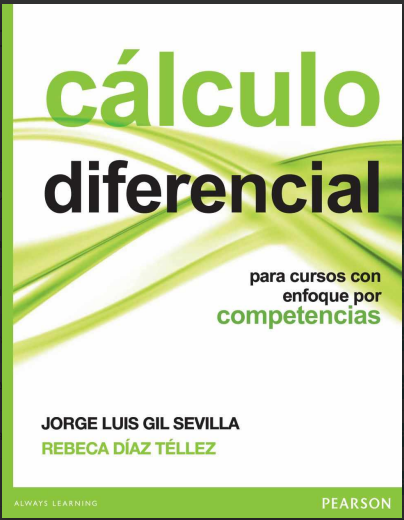 cálculo
diferencial
para cursos con
enfoque por
competencias
JORGE LUIS GIL SEVILLA
REBECA DÍAZ TÉLLEZ
ALWAYS LEARNING
PEARSON